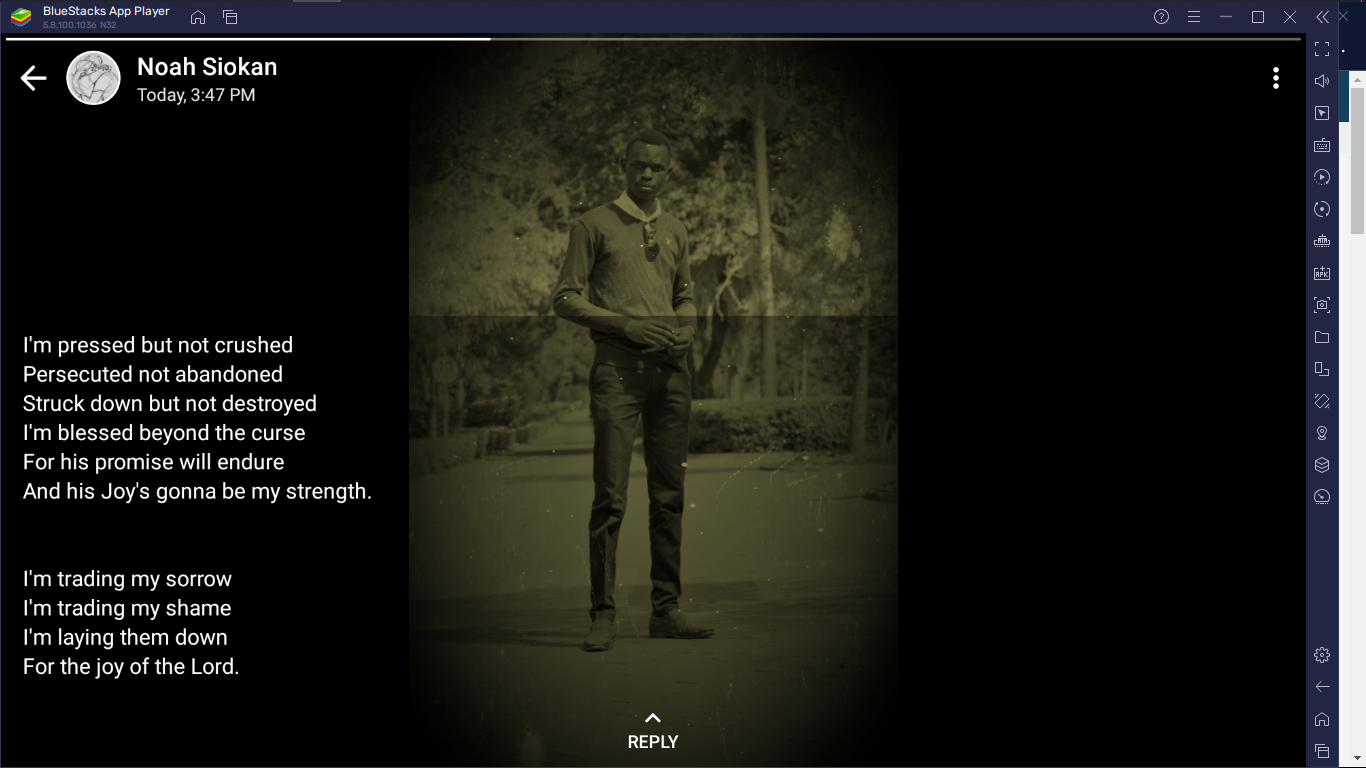 BlueStacks App Player
5.8.100.1036 N32
Noah Siokan
Today, 3:47 PM
I'm pressed but not crushed
Persecuted not abandoned
Struck down but not destroyed
I'm blessed beyond the curse
For his promise will endure
And his Joy's gonna be my strength.
I'm trading my sorrow
I'm trading my shame
I'm laying them down
For the joy of the Lord.
REPLY
APK